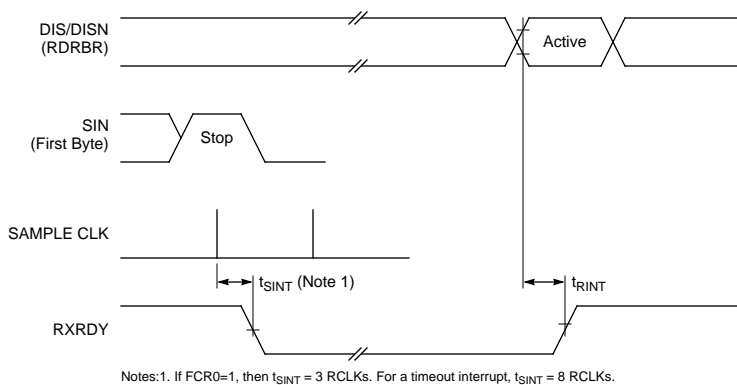 DIS/DISN
(RDRBR)
Active
SIN
(First Byte)
Stop
SAMPLE CLK
tSINT (Note 1)
tRINT
RXRDY
Notes:1. If FCR0=1, then tSINT = 3 RCLKs. For a timeout interrupt, tSINT = 8 RCLKs.